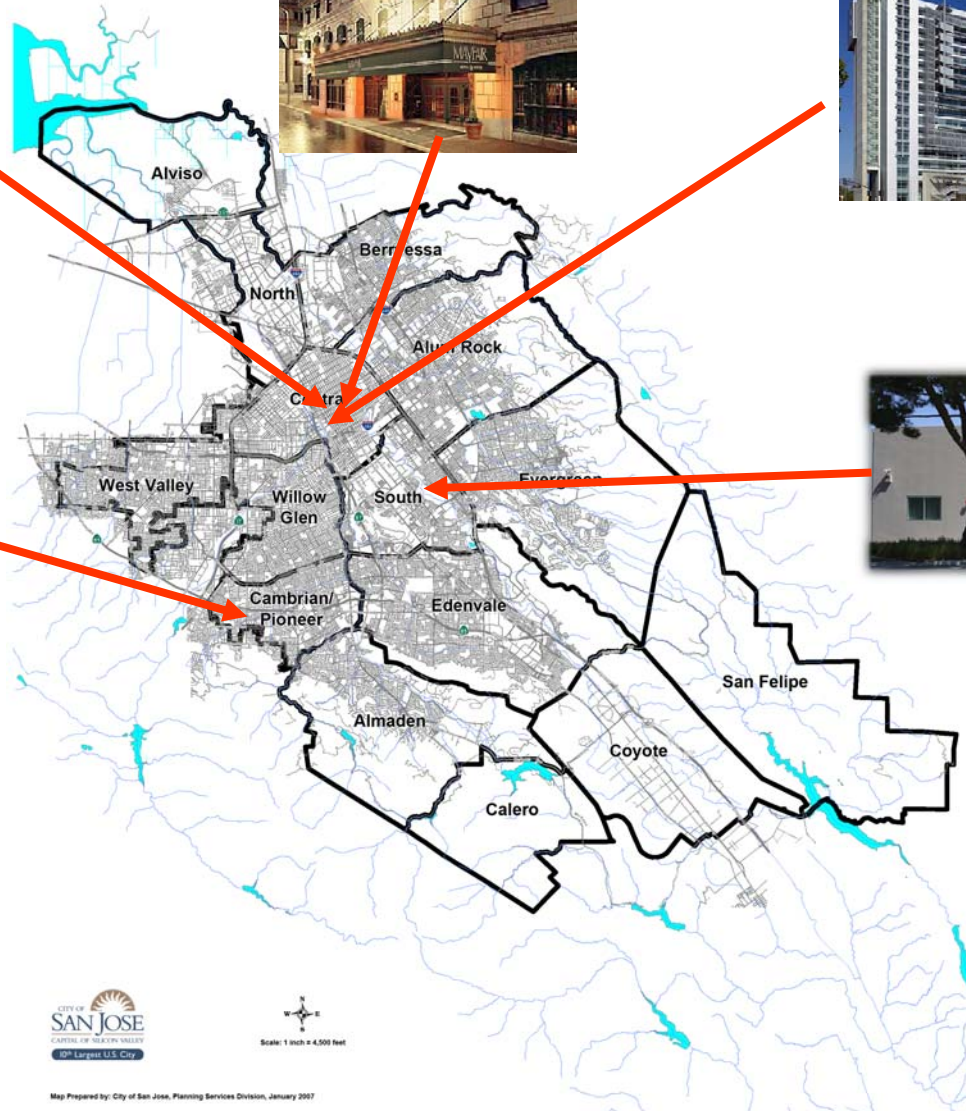 MAYFAIR
Alviso
Berryessa
North
Alum Rock
Central
West Valley
Willow
Glen
South
Evergreen
Cambrian/
Pioneer
Edenvale
San Felipe
Almaden
Coyote
Calero
CITY OF
SAN JOSE
CAPITAL OF SILICON VALLEY
10th Largest U.S. City
N
W E
S
Scale: 1 inch = 4,500 feet
Map Prepared by: City of San Jose, Planning Services Division, January 2007